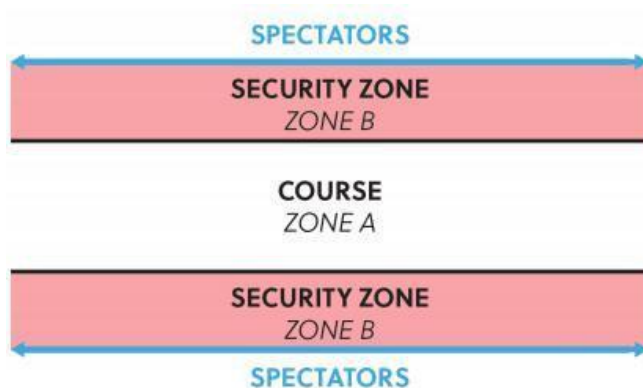 SPECTATORS
SECURITY ZONE
ZONE B
COURSE
ZONE A
SECURITY ZONE
ZONE B
SPECTATORS